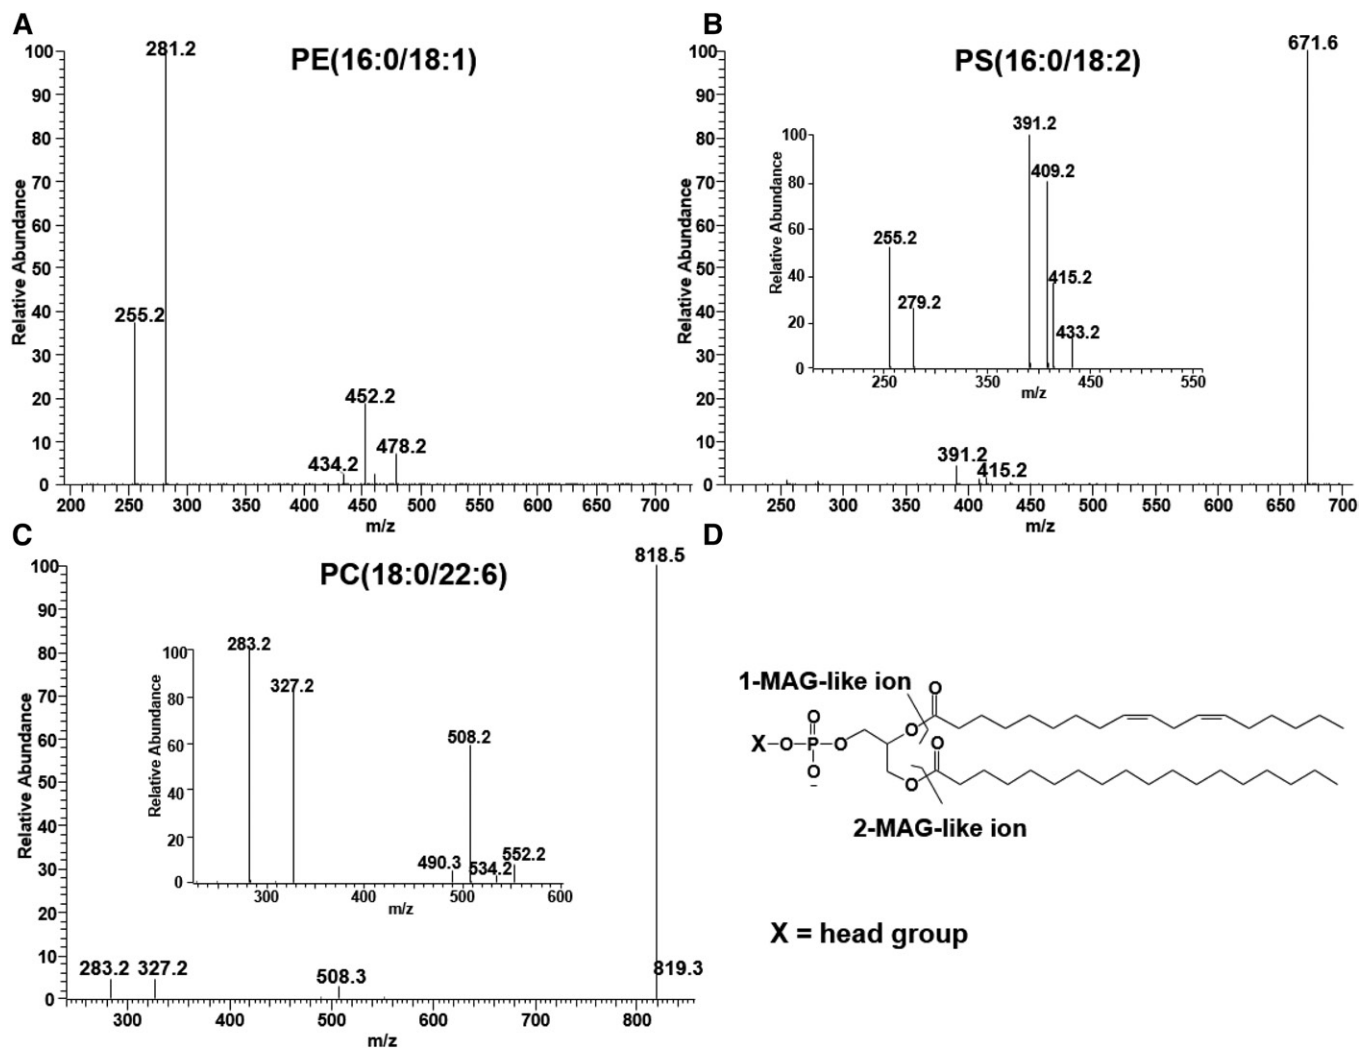 A
PE(16:0/18:1)
281.2
255.2
452.2
478.2
434.2
Relative Abundance
100
90
80
70
60
50
40
30
20
10
0
200 250 300 350 400 450 500 550 600 650 700
m/z
B
PS(16:0/18:2)
671.6
391.2
415.2
Relative Abundance
100
90
80
70
60
50
40
30
20
10
0
250 300 350 400 450 500 550 600 650 700
m/z
391.2
409.2
255.2
415.2
279.2
433.2
Relative Abundance
100
80
60
40
20
0
250 350 450 550
m/z
C
PC(18:0/22:6)
818.5
819.3
283.2 327.2
508.3
Relative Abundance
100
90
80
70
60
50
40
30
20
10
0
300 400 500 600 700 800
m/z
283.2
327.2
508.2
490.3
534.2
552.2
Relative Abundance
100
80
60
40
20
0
300 400 500 600
m/z
D
1-MAG-like ion
O
O
O
X-O-P-O
O
O
O
−
2-MAG-like ion
X = head group